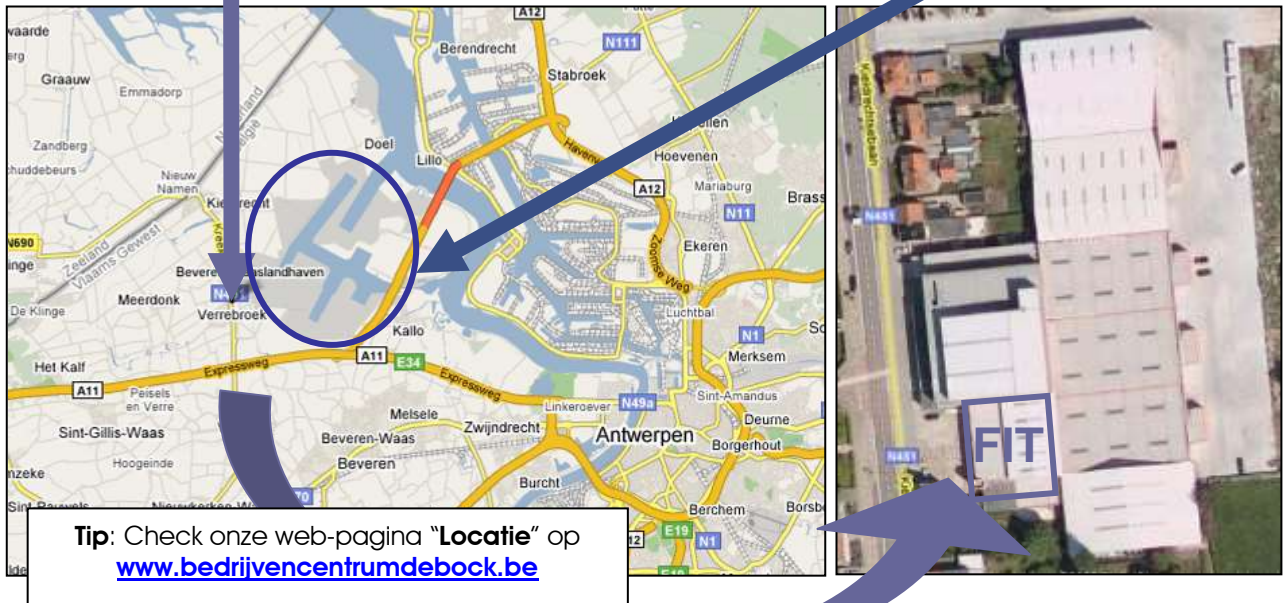 A12
waarde
erg
Graauw
Emmadorp
Berendrecht
N111
Stabroek
Zandberg
Doel
Lillo
Hoevenen
Nieuw
Namen
A12
Mariaburg
Brass
N11
N690
Zeeland
Vlaams Gewest
Ekeren
Zoomse Weg
Meerdonk
Verrebroek
De Klinge
Kallo
Luchtbal
N1
Merksem
Het Kalf
Expressweg
A11
E34
A11
Peisels
en Verre
Expressweg
Sint-Amandus
Linkeroever
N49a
Deurne
Melsele
Zwijndrecht
Antwerpen
Borgerhout
Sint-Gillis-Waas
Beveren-Waas
Hoogeinde
Beveren
Burcht
Berchem
E19
N1
N451
N451
FIT
Tip: Check onze web-pagina “Locatie” op
www.bedrijvencentrumdebock.be